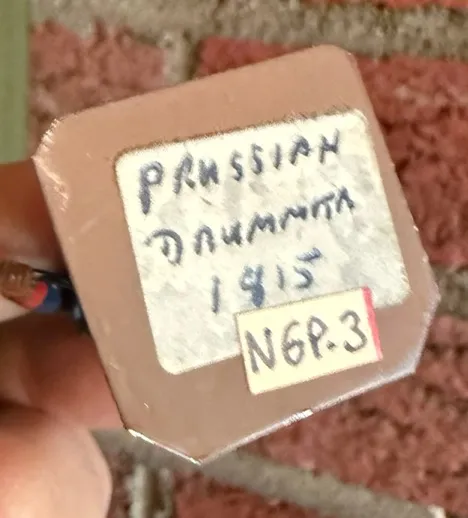 PRUSSIAN
DRUMMER
1815
NGP.3